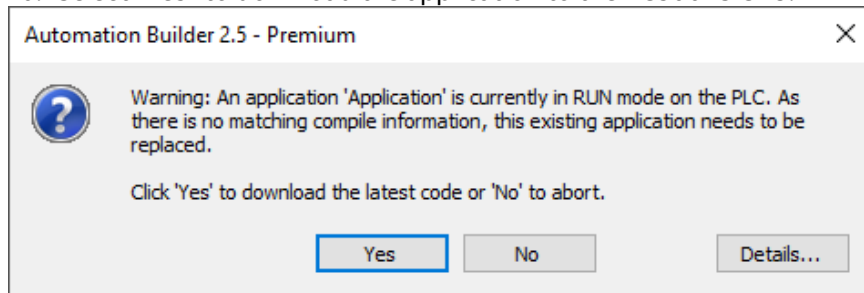 Automation Builder 2.5 - Premium
Warning: An application 'Application' is currently in RUN mode on the PLC. As
there is no matching compile information, this existing application needs to be
replaced.
Click 'Yes' to download the latest code or 'No' to abort.
Yes
No
Details...